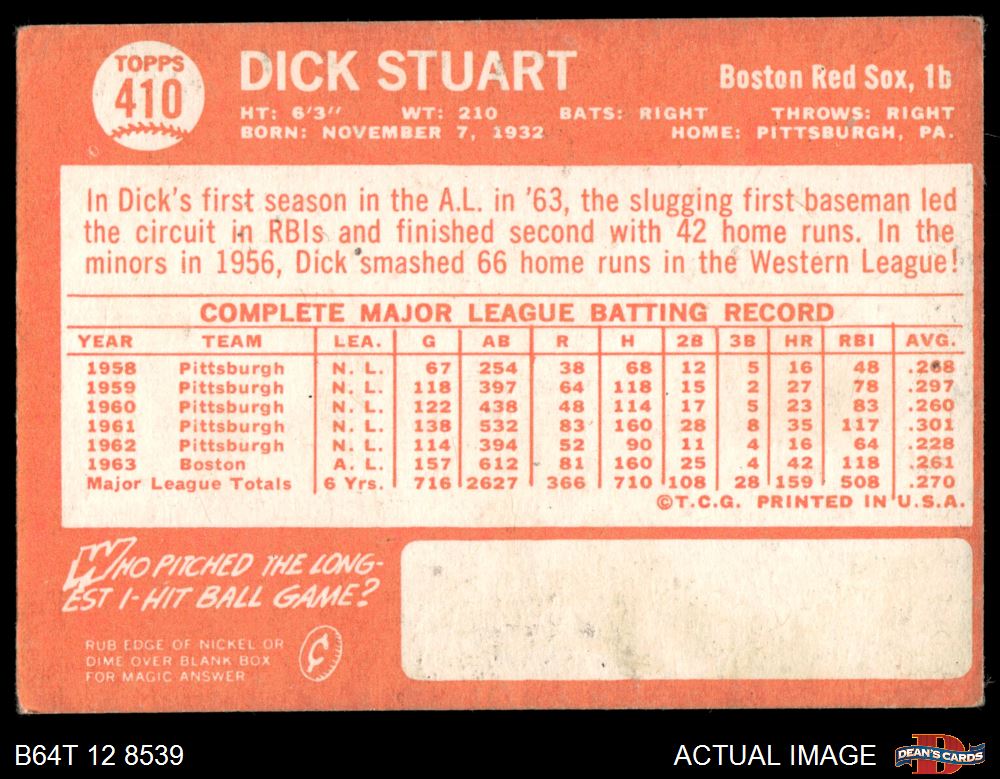 TOPPS
410
DICK STUART
Boston Red Sox, 1b
HT: 6'3" WT: 210 BATS: RIGHT THROWS: RIGHT
BORN: NOVEMBER 7, 1932 HOME: PITTSBURGH, PA.
In Dick's first season in the A.L. in '63, the slugging first baseman led
the circuit in RBIs and finished second with 42 home runs. In the
minors in 1956, Dick smashed 66 home runs in the Western League!
COMPLETE MAJOR LEAGUE BATTING RECORD
YEAR TEAM LEA. G AB R H 2B 3B HR RBI AVG.
1958 Pittsburgh N. L. 67 254 38 68 12 5 16 48 .268
1959 Pittsburgh N. L. 118 397 64 118 15 2 27 78 .297
1960 Pittsburgh N. L. 122 438 48 114 17 5 23 83 .260
1961 Pittsburgh N. L. 138 532 83 160 28 8 35 117 .301
1962 Pittsburgh N. L. 114 394 52 90 11 4 16 64 .228
1963 Boston A. L. 157 612 81 160 25 4 42 118 .261
Major League Totals 6 Yrs. 716 2627 366 710 108 28 159 508 .270
©T.C.G. PRINTED IN U.S.A.
WHO PITCHED THE LONG-
EST 1-HIT BALL GAME?
RUB EDGE OF NICKEL OR
DIME OVER BLANK BOX
FOR MAGIC ANSWER
B64T 12 8539
ACTUAL IMAGE
D
DEAN'S CARDS